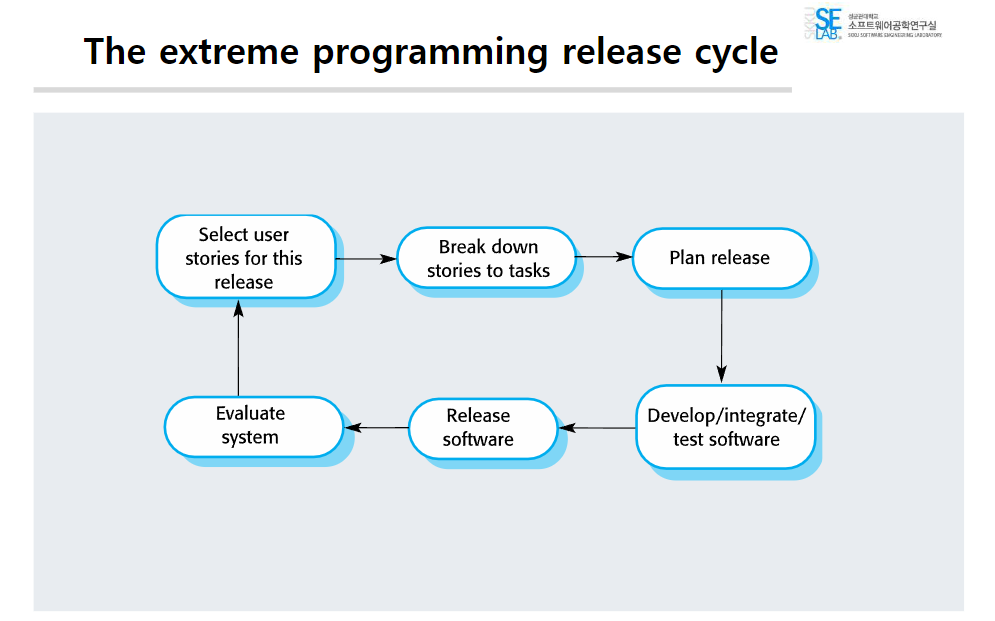 The extreme programming release cycle
SKKU
SE
LAB.
성균관대학교
소프트웨어공학연구실
SKKU SOFTWARE ENGINEERING LABORATORY
Select user
stories for this
release
Break down
stories to tasks
Plan release
Evaluate
system
Release
software
Develop/integrate/
test software